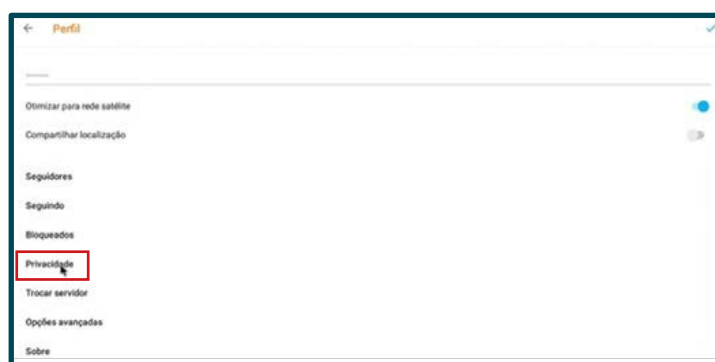 Perfil
Otimizar para rede satélite
Compartilhar localização
Seguidores
Seguindo
Bloqueados
Privacidade
Trocar servidor
Opções avançadas
Sobre